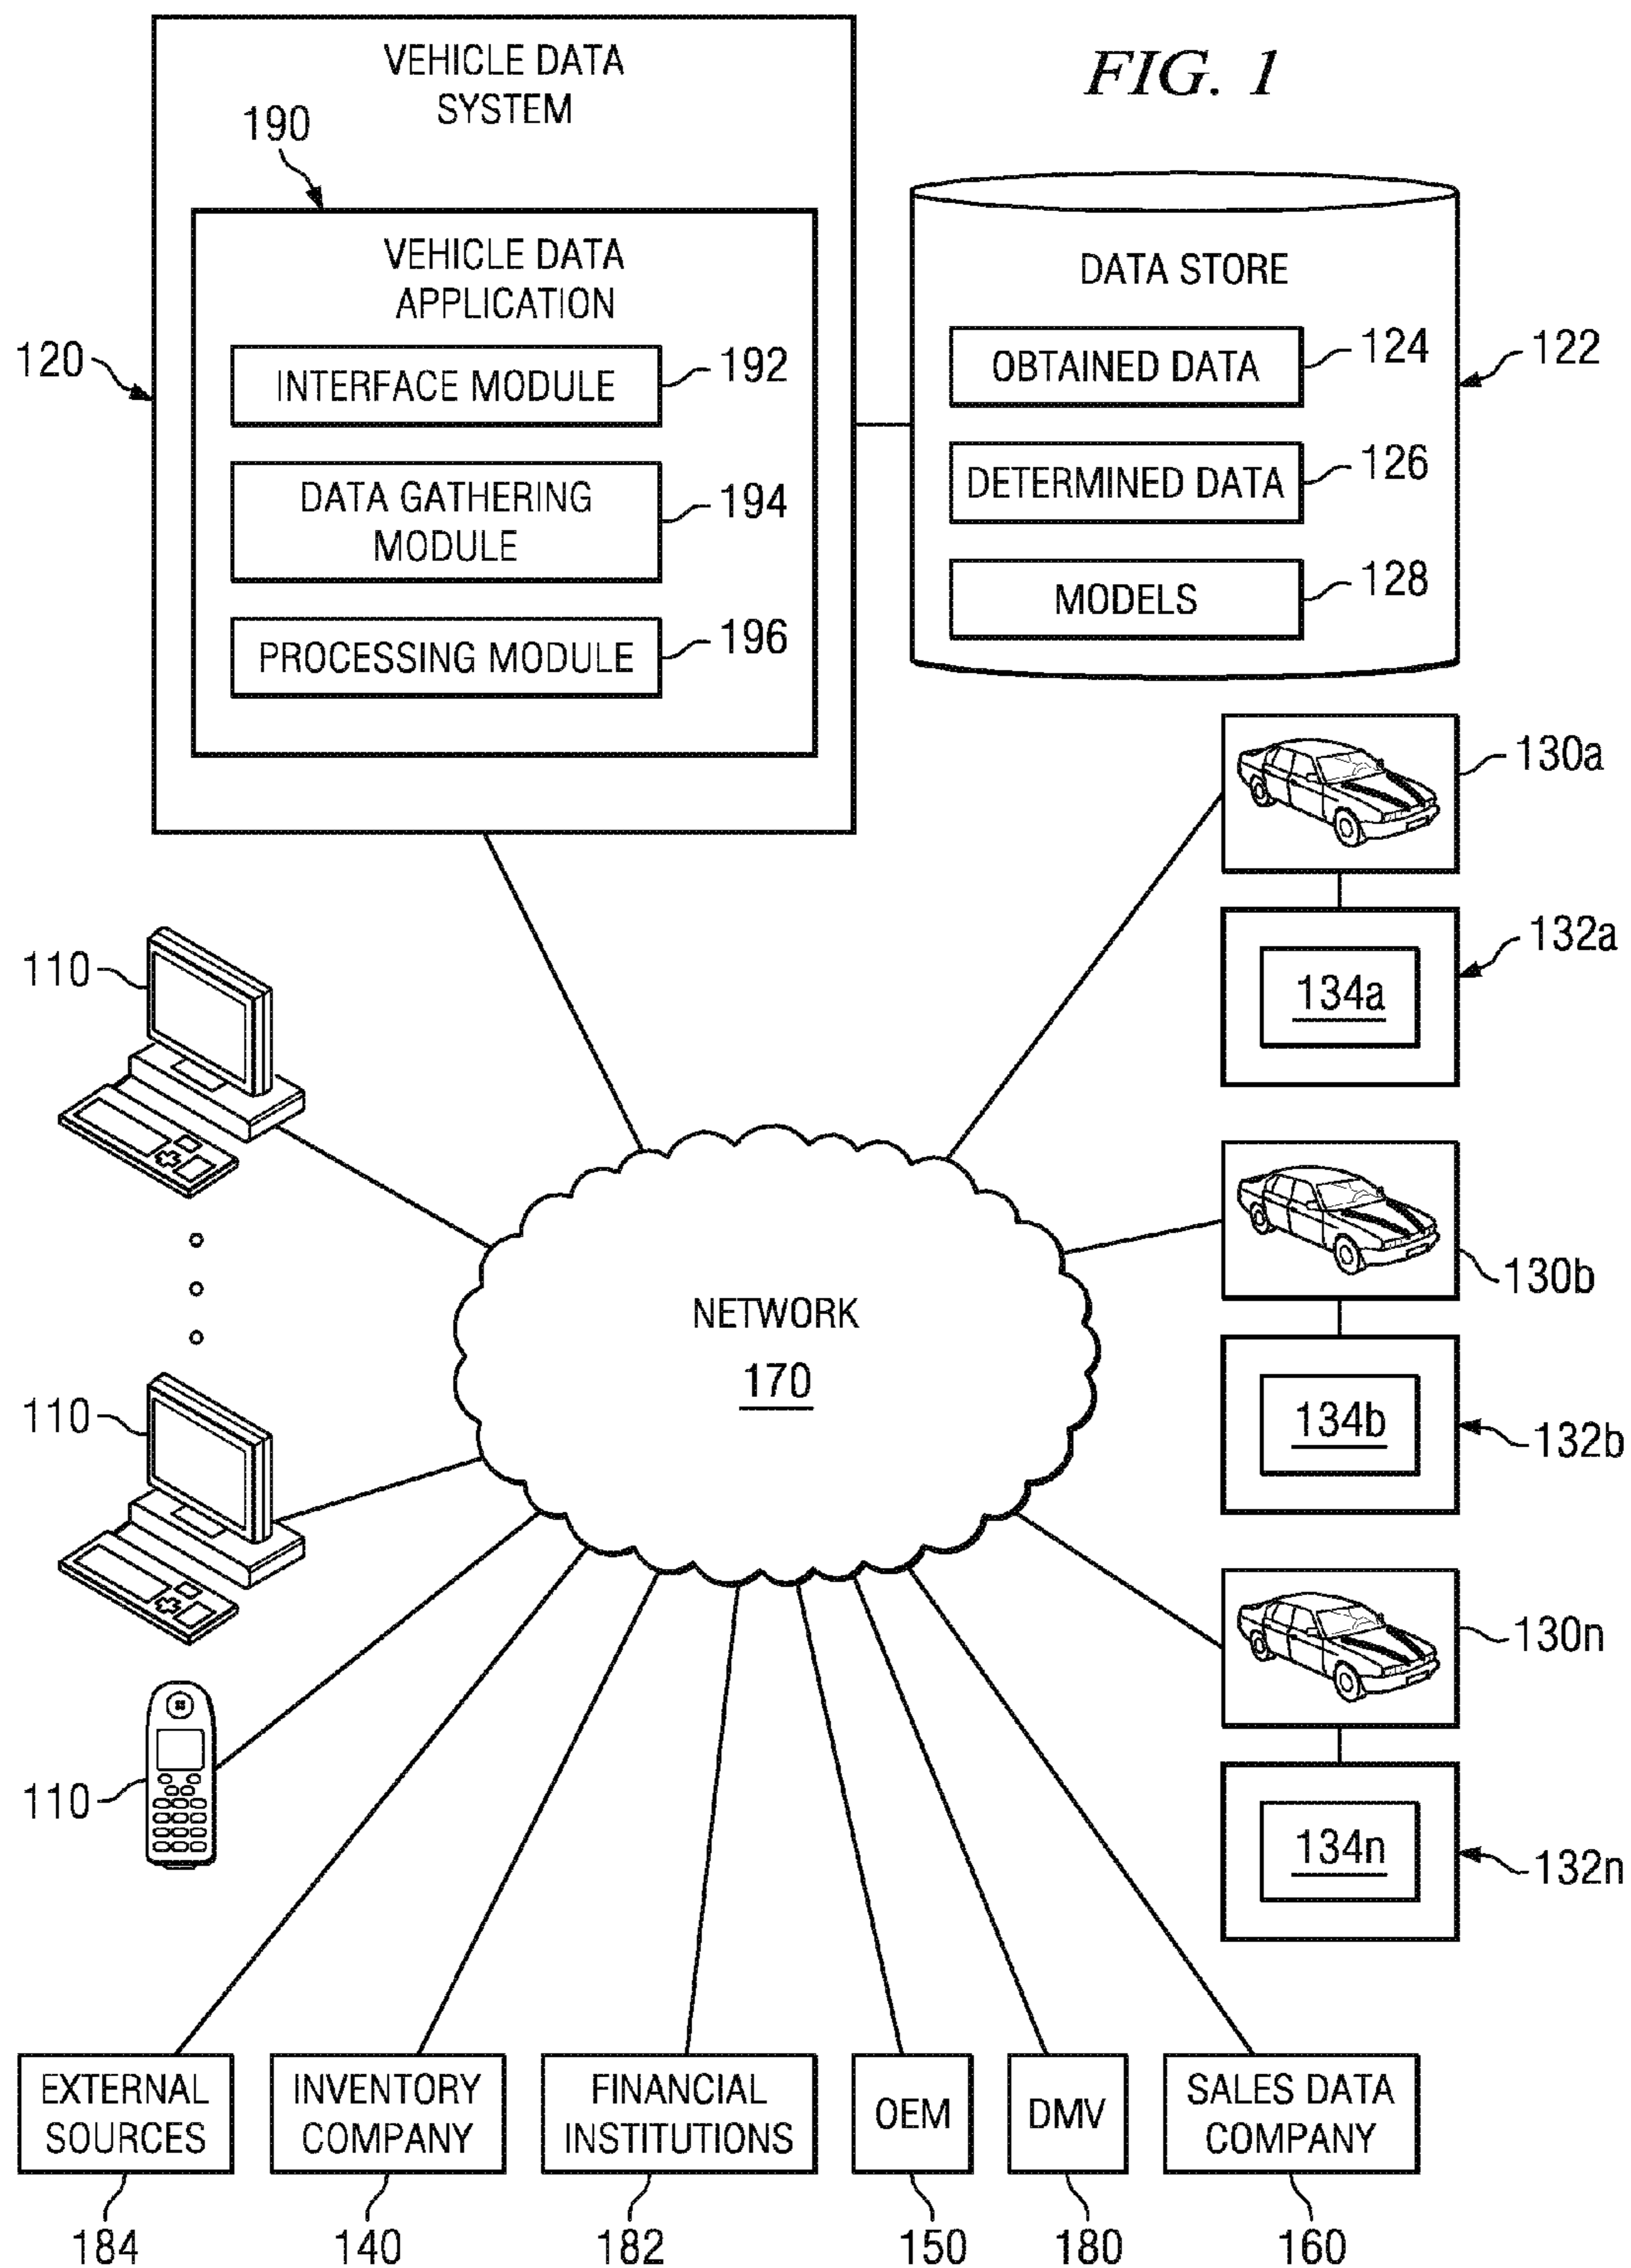 FIG. 1
VEHICLE DATA
SYSTEM
190
VEHICLE DATA
APPLICATION
120
INTERFACE MODULE
192
DATA GATHERING
MODULE
194
PROCESSING MODULE
196
DATA STORE
OBTAINED DATA
124
122
DETERMINED DATA
126
MODELS
128
130a
132a
134a
110
130b
134b
132b
NETWORK
170
110
130n
134n
132n
110
EXTERNAL
SOURCES
INVENTORY
COMPANY
FINANCIAL
INSTITUTIONS
OEM
DMV
SALES DATA
COMPANY
184
140
182
150
180
160